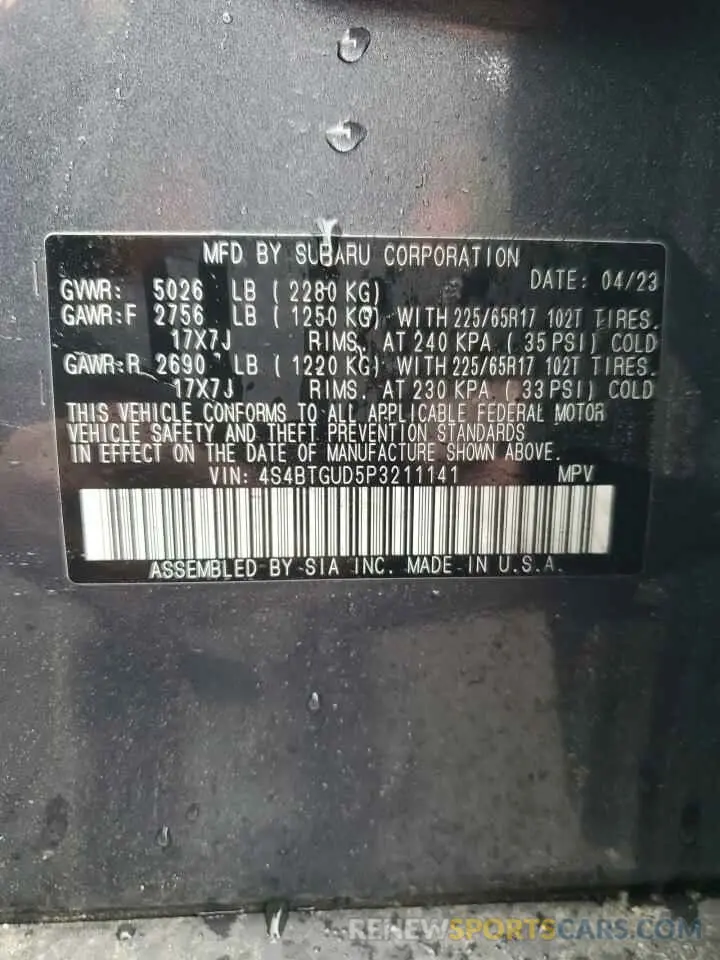 MFD BY SUBARU CORPORATION
DATE: 04/23
GVWR: 5026 LB ( 2280 KG)
GAWR:F 2756 LB ( 1250 KG) WITH 225/65R17 102T TIRES.
17X7J RIMS, AT 240 KPA ( 35 PSI) COLD
GAWR:R 2690 LB ( 1220 KG) WITH 225/65R17 102T TIRES.
17X7J RIMS, AT 230 KPA ( 33 PSI) COLD
THIS VEHICLE CONFORMS TO ALL APPLICABLE FEDERAL MOTOR
VEHICLE SAFETY AND THEFT PREVENTION STANDARDS
IN EFFECT ON THE DATE OF MANUFACTURE SHOWN ABOVE.
VIN: 4S4BTGUD5P3211141 MPV
ASSEMBLED BY SIA INC. MADE IN U.S.A.
RENEWSPORTSCARS.COM